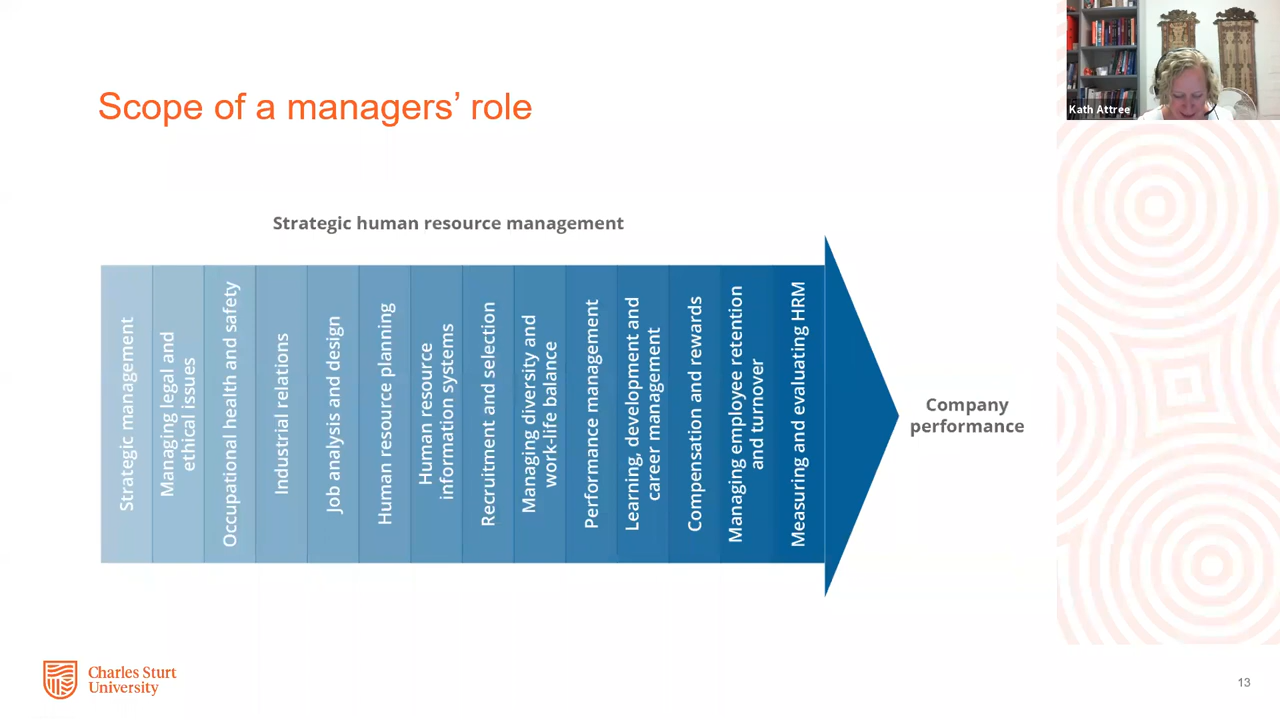 Kath Attree
Scope of a managers’ role
Strategic human resource management
Strategic management
Managing legal and
ethical issues
Occupational health and safety
Industrial relations
Job analysis and design
Human resource planning
Human resource
information systems
Recruitment and selection
Managing diversity and
work-life balance
Performance management
Learning, development and
career management
Compensation and rewards
Managing employee retention
and turnover
Measuring and evaluating HRM
Company
performance
Charles Sturt
University
13